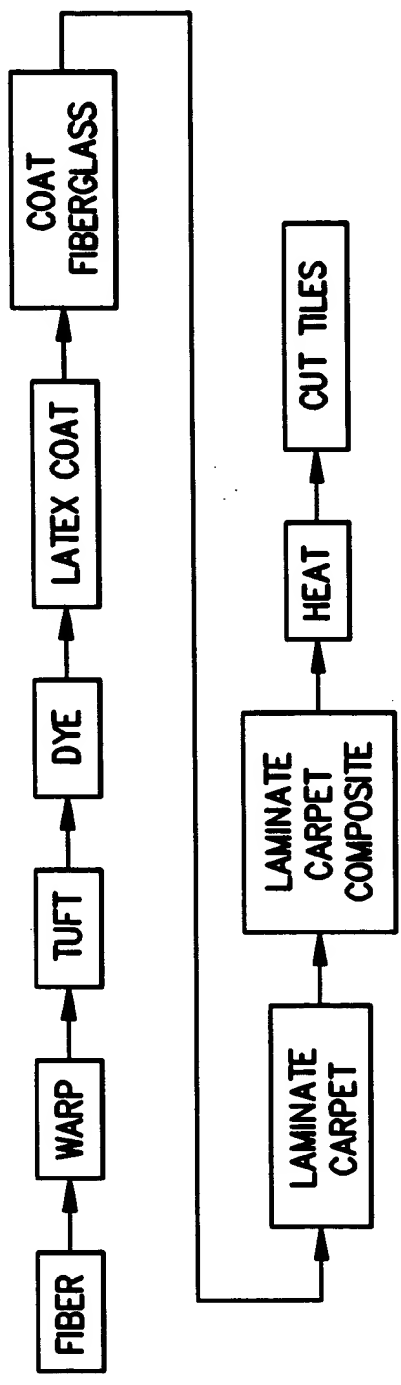 FIBER
WARP
TUFT
DYE
LATEX COAT
COAT
FIBERGLASS
LAMINATE
CARPET
LAMINATE
CARPET
COMPOSITE
HEAT
CUT TILES